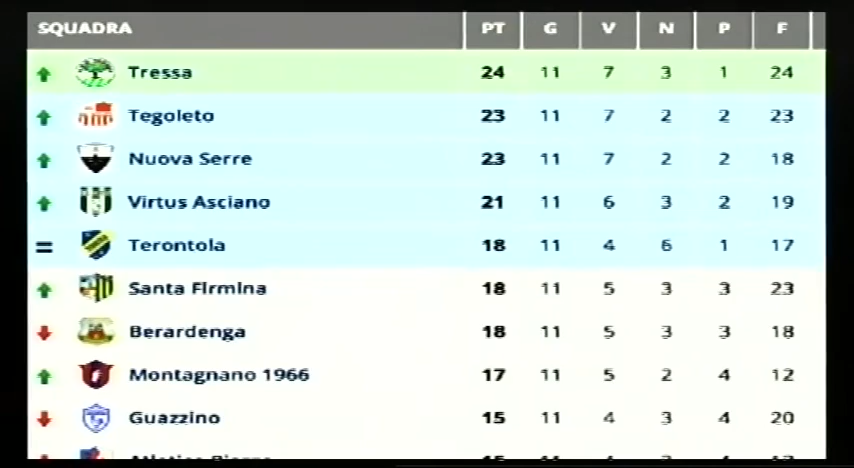 SQUADRA PT G V N P F
Tressa 24 11 7 3 1 24
Tegoleto 23 11 7 2 2 23
Nuova Serre 23 11 7 2 2 18
Virtus Asciano 21 11 6 3 2 19
Terontola 18 11 4 6 1 17
Santa Firmina 18 11 5 3 3 23
Berardenga 18 11 5 3 3 18
Montagnano 1966 17 11 5 2 4 12
Guazzino 15 11 4 3 4 20